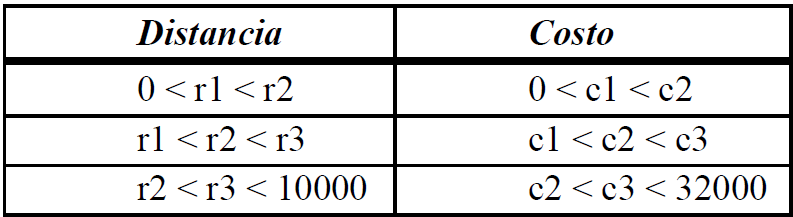 Distancia Costo
0 < r1 < r2 0 < c1 < c2
r1 < r2 < r3 c1 < c2 < c3
r2 < r3 < 10000 c2 < c3 < 32000